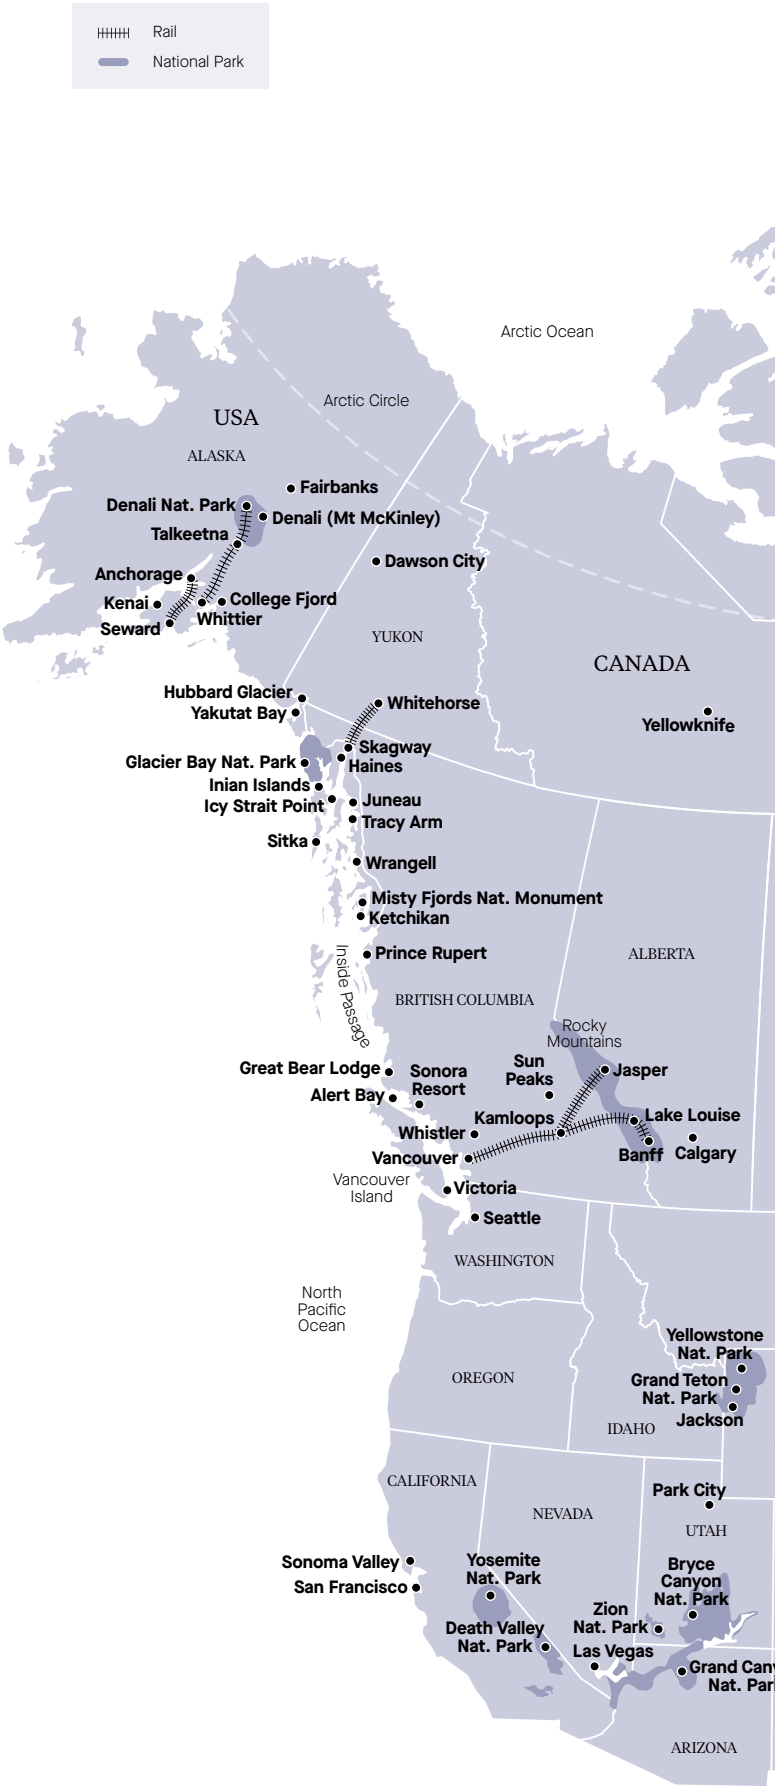 Rail
National Park
Arctic Ocean
Arctic Circle
USA
ALASKA
Fairbanks
Denali Nat. Park
Denali (Mt McKinley)
Talkeetna
Dawson City
Anchorage
College Fjord
Kenai
Whittier
Seward
YUKON
CANADA
Hubbard Glacier
Whitehorse
Yakutat Bay
Yellowknife
Skagway
Glacier Bay Nat. Park
Haines
Inian Islands
Icy Strait Point
Juneau
Tracy Arm
Sitka
Wrangell
Misty Fjords Nat. Monument
Ketchikan
Prince Rupert
ALBERTA
Inside Passage
BRITISH COLUMBIA
Rocky
Mountains
Great Bear Lodge
Sonora
Resort
Sun
Peaks
Jasper
Alert Bay
Kamloops
Lake Louise
Whistler
Vancouver
Banff
Calgary
Vancouver
Island
Victoria
Seattle
WASHINGTON
North
Pacific
Ocean
Yellowstone
Nat. Park
OREGON
Grand Teton
Nat. Park
Jackson
IDAHO
CALIFORNIA
Park City
NEVADA
UTAH
Sonoma Valley
Yosemite
Nat. Park
Bryce
Canyon
Nat. Park
San Francisco
Zion
Nat. Park
Death Valley
Nat. Park
Las Vegas
Grand Cany
Nat. Par
ARIZONA